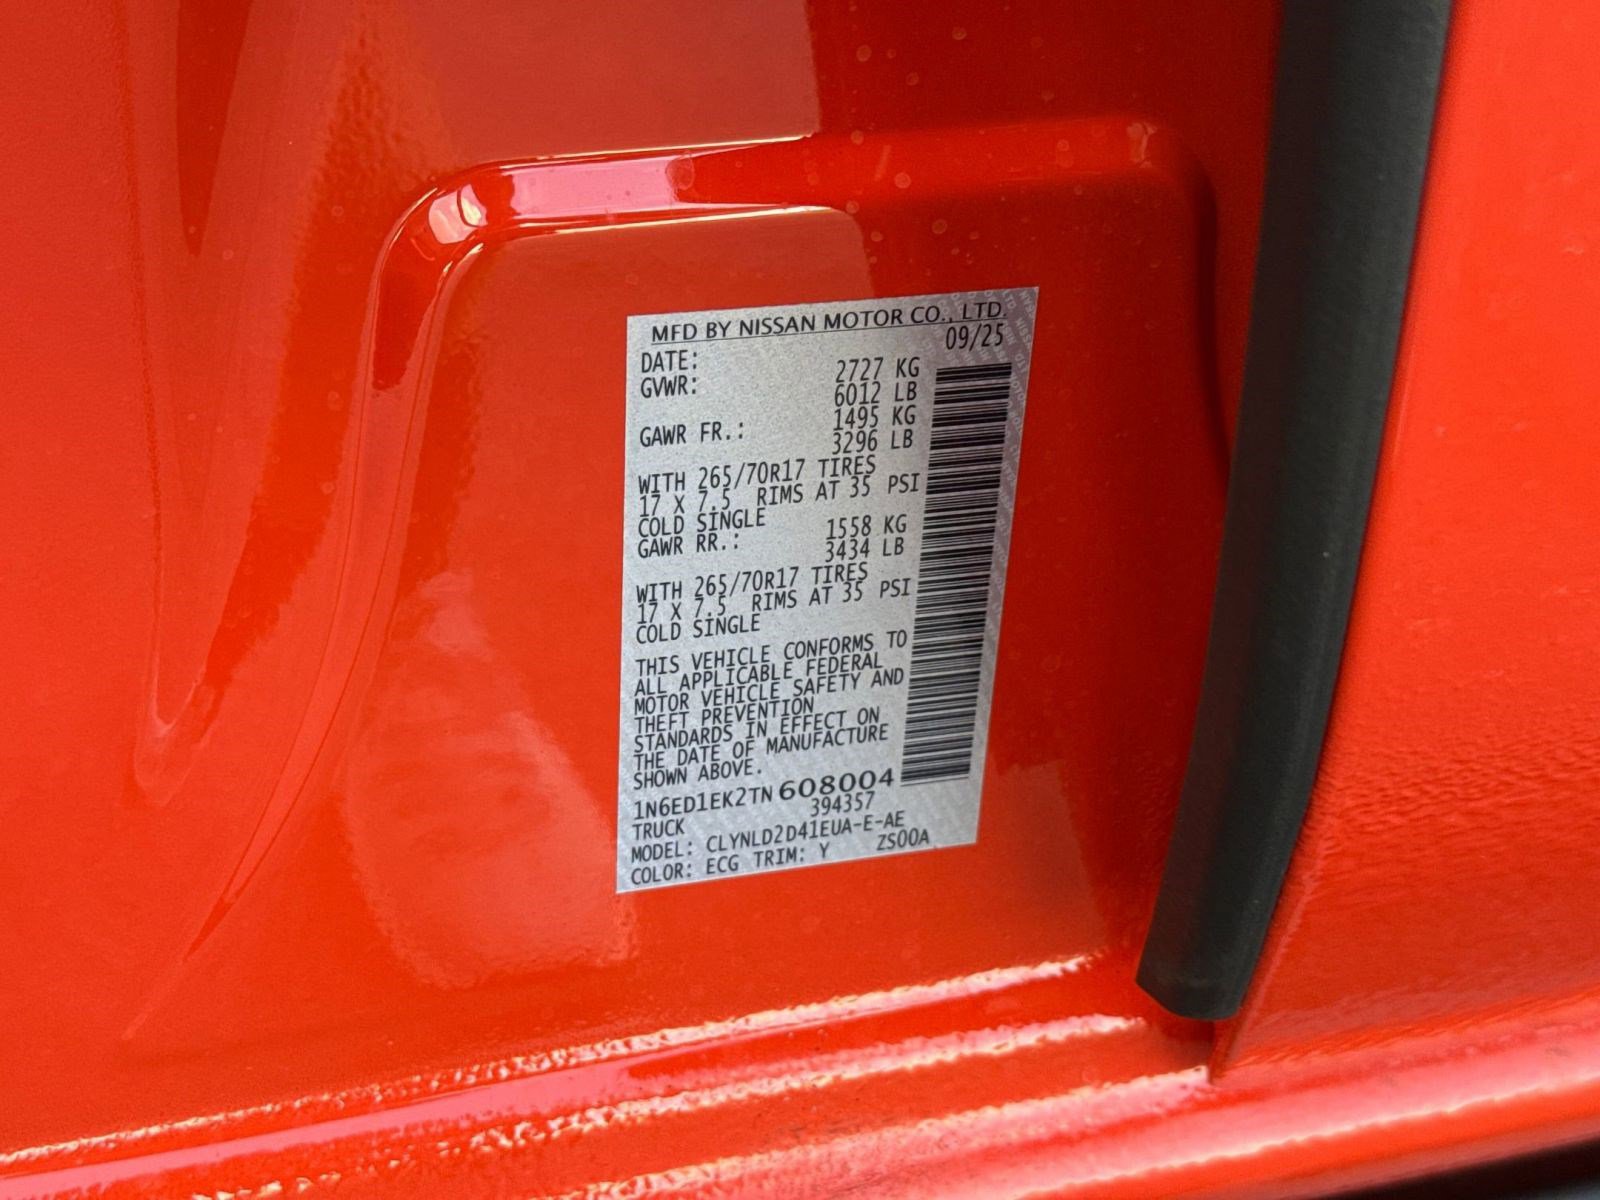 MFD BY NISSAN MOTOR CO., LTD.
DATE: 09/25
GVWR: 2727 KG
6012 LB
GAWR FR.: 1495 KG
3296 LB
WITH 265/70R17 TIRES
17 X 7.5 RIMS AT 35 PSI
COLD SINGLE
GAWR RR.: 1558 KG
3434 LB
WITH 265/70R17 TIRES
17 X 7.5 RIMS AT 35 PSI
COLD SINGLE
THIS VEHICLE CONFORMS TO
ALL APPLICABLE FEDERAL
MOTOR VEHICLE SAFETY AND
THEFT PREVENTION
STANDARDS IN EFFECT ON
THE DATE OF MANUFACTURE
SHOWN ABOVE.
1N6ED1EK2TN 608004
TRUCK 394357
MODEL: CLYNLD2D41EUA-E-AE
COLOR: ECG TRIM: Y ZS00A